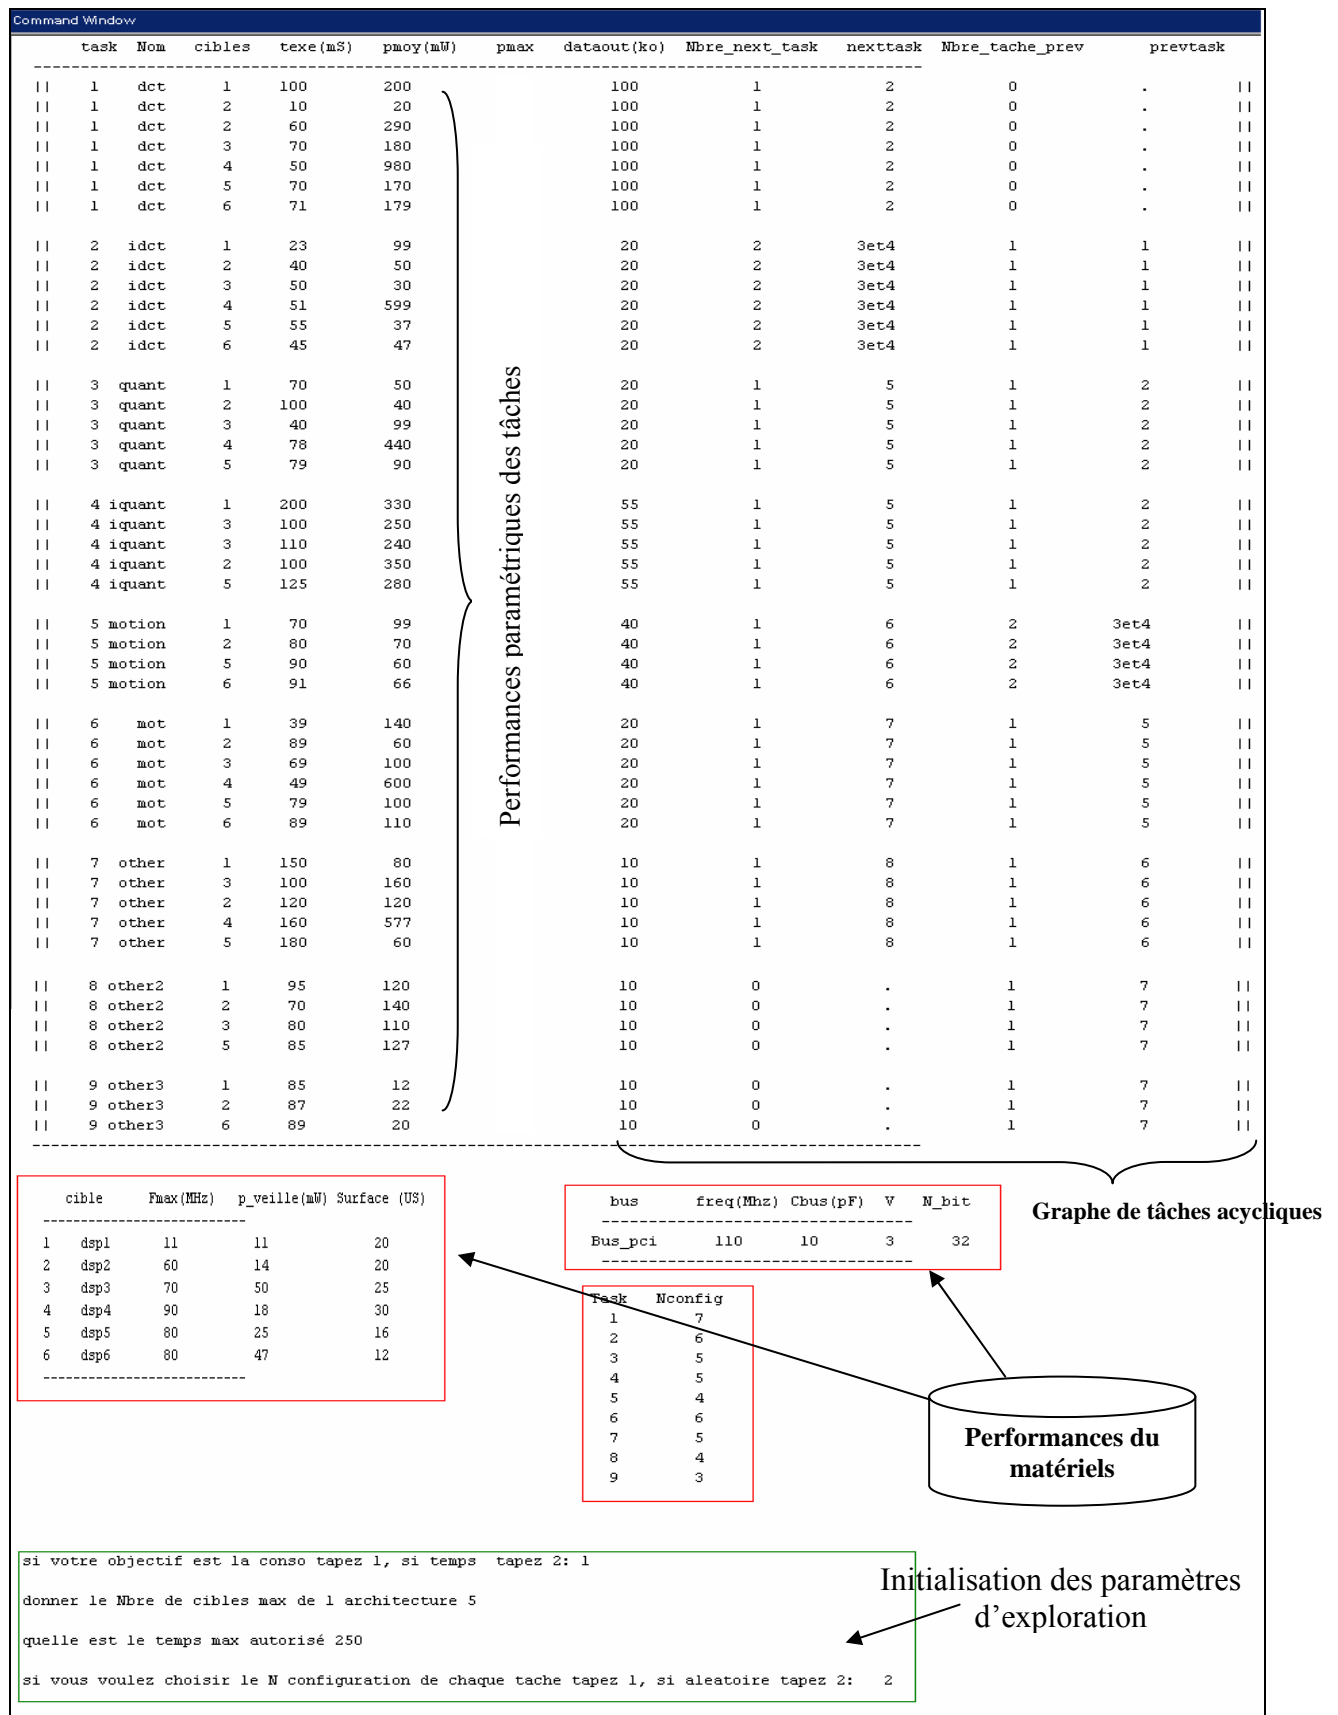 Command Window
task Nom cibles texe(mS) pmoy(mW) pmax dataout(ko) Nbre_next_task nexttask Nbre_tache_prev prevtask
------------------------------------------------------------
|| 1 dct 1 100 200 100 1 2 0 . ||
|| 1 dct 2 10 20 100 1 2 0 . ||
|| 1 dct 2 60 290 100 1 2 0 . ||
|| 1 dct 3 70 180 100 1 2 0 . ||
|| 1 dct 4 50 980 100 1 2 0 . ||
|| 1 dct 5 70 170 100 1 2 0 . ||
|| 1 dct 6 71 179 100 1 2 0 . ||
|| 2 idct 1 23 99 20 2 3et4 1 1 ||
|| 2 idct 2 40 50 20 2 3et4 1 1 ||
|| 2 idct 3 50 30 20 2 3et4 1 1 ||
|| 2 idct 4 51 599 20 2 3et4 1 1 ||
|| 2 idct 5 55 37 20 2 3et4 1 1 ||
|| 2 idct 6 45 47 20 2 3et4 1 1 ||
|| 3 quant 1 70 50 20 1 5 1 2 ||
|| 3 quant 2 100 40 20 1 5 1 2 ||
|| 3 quant 3 40 99 20 1 5 1 2 ||
|| 3 quant 4 78 440 20 1 5 1 2 ||
|| 3 quant 5 79 90 20 1 5 1 2 ||
|| 4 iquant 1 200 330 55 1 5 1 2 ||
|| 4 iquant 3 100 250 55 1 5 1 2 ||
|| 4 iquant 3 110 240 55 1 5 1 2 ||
|| 4 iquant 2 100 350 55 1 5 1 2 ||
|| 4 iquant 5 125 280 55 1 5 1 2 ||
|| 5 motion 1 70 99 40 1 6 2 3et4 ||
|| 5 motion 2 80 70 40 1 6 2 3et4 ||
|| 5 motion 5 90 60 40 1 6 2 3et4 ||
|| 5 motion 6 91 66 40 1 6 2 3et4 ||
|| 6 mot 1 39 140 20 1 7 1 5 ||
|| 6 mot 2 89 60 20 1 7 1 5 ||
|| 6 mot 3 69 100 20 1 7 1 5 ||
|| 6 mot 4 49 600 20 1 7 1 5 ||
|| 6 mot 5 79 100 20 1 7 1 5 ||
|| 6 mot 6 89 110 20 1 7 1 5 ||
|| 7 other 1 150 80 10 1 8 1 6 ||
|| 7 other 3 100 160 10 1 8 1 6 ||
|| 7 other 2 120 120 10 1 8 1 6 ||
|| 7 other 4 160 577 10 1 8 1 6 ||
|| 7 other 5 180 60 10 1 8 1 6 ||
|| 8 other2 1 95 120 10 0 . 1 7 ||
|| 8 other2 2 70 140 10 0 . 1 7 ||
|| 8 other2 3 80 110 10 0 . 1 7 ||
|| 8 other2 5 85 127 10 0 . 1 7 ||
|| 9 other3 1 85 12 10 0 . 1 7 ||
|| 9 other3 2 87 22 10 0 . 1 7 ||
|| 9 other3 6 89 20 10 0 . 1 7 ||
------------------------------------------------------------
Performances paramétriques des tâches
Graphe de tâches acycliques
cible Fmax(MHz) p_veille(mW) Surface (US)
---------------------------
1 dsp1 11 11 20
2 dsp2 60 14 20
3 dsp3 70 50 25
4 dsp4 90 18 30
5 dsp5 80 25 16
6 dsp6 80 47 12
---------------------------
bus freq(Mhz) Cbus(pF) V N_bit
--------------------------------
Bus_pci 110 10 3 32
--------------------------------
Task Nconfig
1 7
2 6
3 5
4 5
5 4
6 6
7 5
8 4
9 3
Performances du
matériels
si votre objectif est la conso tapez 1, si temps tapez 2: 1
donner le Nbre de cibles max de l architecture 5
quelle est le temps max autorisé 250
si vous voulez choisir le N configuration de chaque tache tapez 1, si aleatoire tapez 2: 2
Initialisation des paramètres
d’exploration